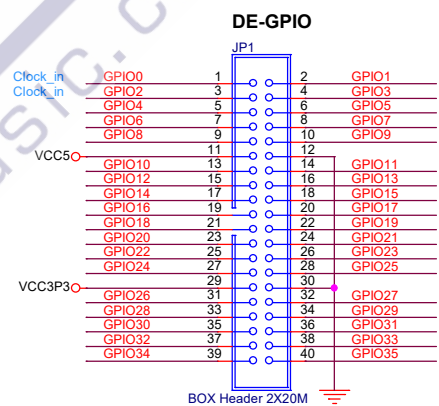 DE-GPIO
JP1
Clock_in GPIO0 1 2 GPIO1
Clock_in GPIO2 3 4 GPIO3
GPIO4 5 6 GPIO5
GPIO6 7 8 GPIO7
GPIO8 9 10 GPIO9
VCC5 11 12
GPIO10 13 14 GPIO11
GPIO12 15 16 GPIO13
GPIO14 17 18 GPIO15
GPIO16 19 20 GPIO17
GPIO18 21 22 GPIO19
GPIO20 23 24 GPIO21
GPIO22 25 26 GPIO23
GPIO24 27 28 GPIO25
VCC3P3 29 30
GPIO26 31 32 GPIO27
GPIO28 33 34 GPIO29
GPIO30 35 36 GPIO31
GPIO32 37 38 GPIO33
GPIO34 39 40 GPIO35
BOX Header 2X20M
sic.c